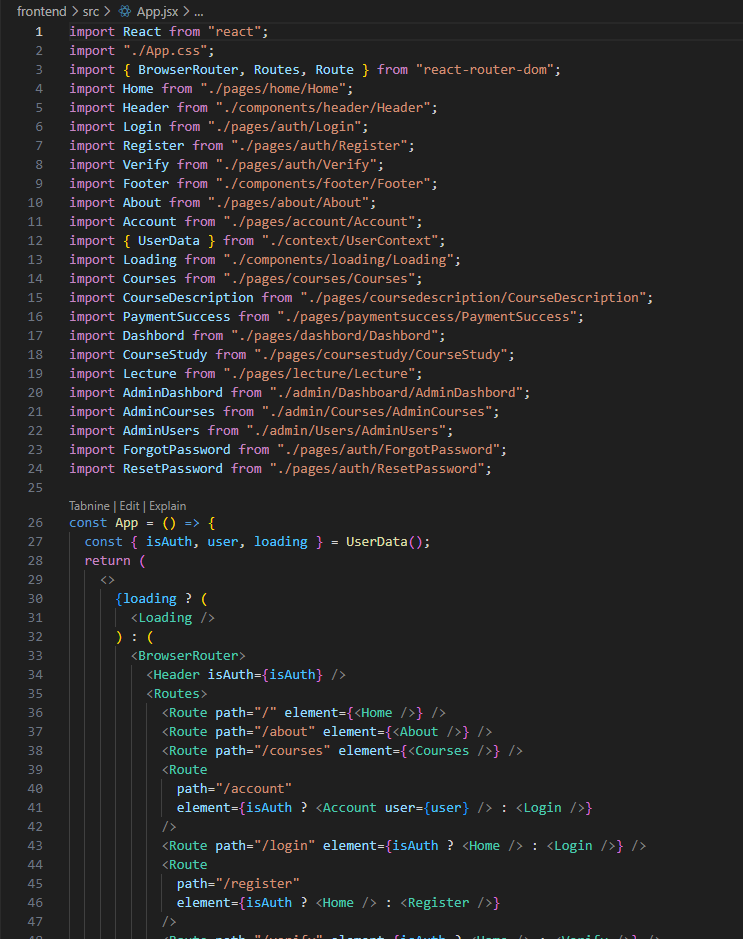 frontend > src > App.jsx > ...
1 import React from "react";
2 import "./App.css";
3 import { BrowserRouter, Routes, Route } from "react-router-dom";
4 import Home from "./pages/home/Home";
5 import Header from "./components/header/Header";
6 import Login from "./pages/auth/Login";
7 import Register from "./pages/auth/Register";
8 import Verify from "./pages/auth/Verify";
9 import Footer from "./components/footer/Footer";
10 import About from "./pages/about/About";
11 import Account from "./pages/account/Account";
12 import { UserData } from "./context/UserContext";
13 import Loading from "./components/loading/Loading";
14 import Courses from "./pages/courses/Courses";
15 import CourseDescription from "./pages/coursedescription/CourseDescription";
16 import PaymentSuccess from "./pages/paymentsuccess/PaymentSuccess";
17 import Dashbord from "./pages/dashbord/Dashbord";
18 import CourseStudy from "./pages/coursestudy/CourseStudy";
19 import Lecture from "./pages/lecture/Lecture";
20 import AdminDashbord from "./admin/Dashboard/AdminDashbord";
21 import AdminCourses from "./admin/Courses/AdminCourses";
22 import AdminUsers from "./admin/Users/AdminUsers";
23 import ForgotPassword from "./pages/auth/ForgotPassword";
24 import ResetPassword from "./pages/auth/ResetPassword";
25
Tabnine | Edit | Explain
26 const App = () => {
27   const { isAuth, user, loading } = UserData();
28   return (
29     <>
30       {loading ? (
31         <Loading />
32       ) : (
33         <BrowserRouter>
34           <Header isAuth={isAuth} />
35           <Routes>
36             <Route path="/" element={<Home />} />
37             <Route path="/about" element={<About />} />
38             <Route path="/courses" element={<Courses />} />
39             <Route
40               path="/account"
41               element={isAuth ? <Account user={user} /> : <Login />}
42             />
43             <Route path="/login" element={isAuth ? <Home /> : <Login />} />
44             <Route
45               path="/register"
46               element={isAuth ? <Home /> : <Register />}
47             />
48             <Route path="/verify" element={isAuth ? <Home /> : <Verify />} />